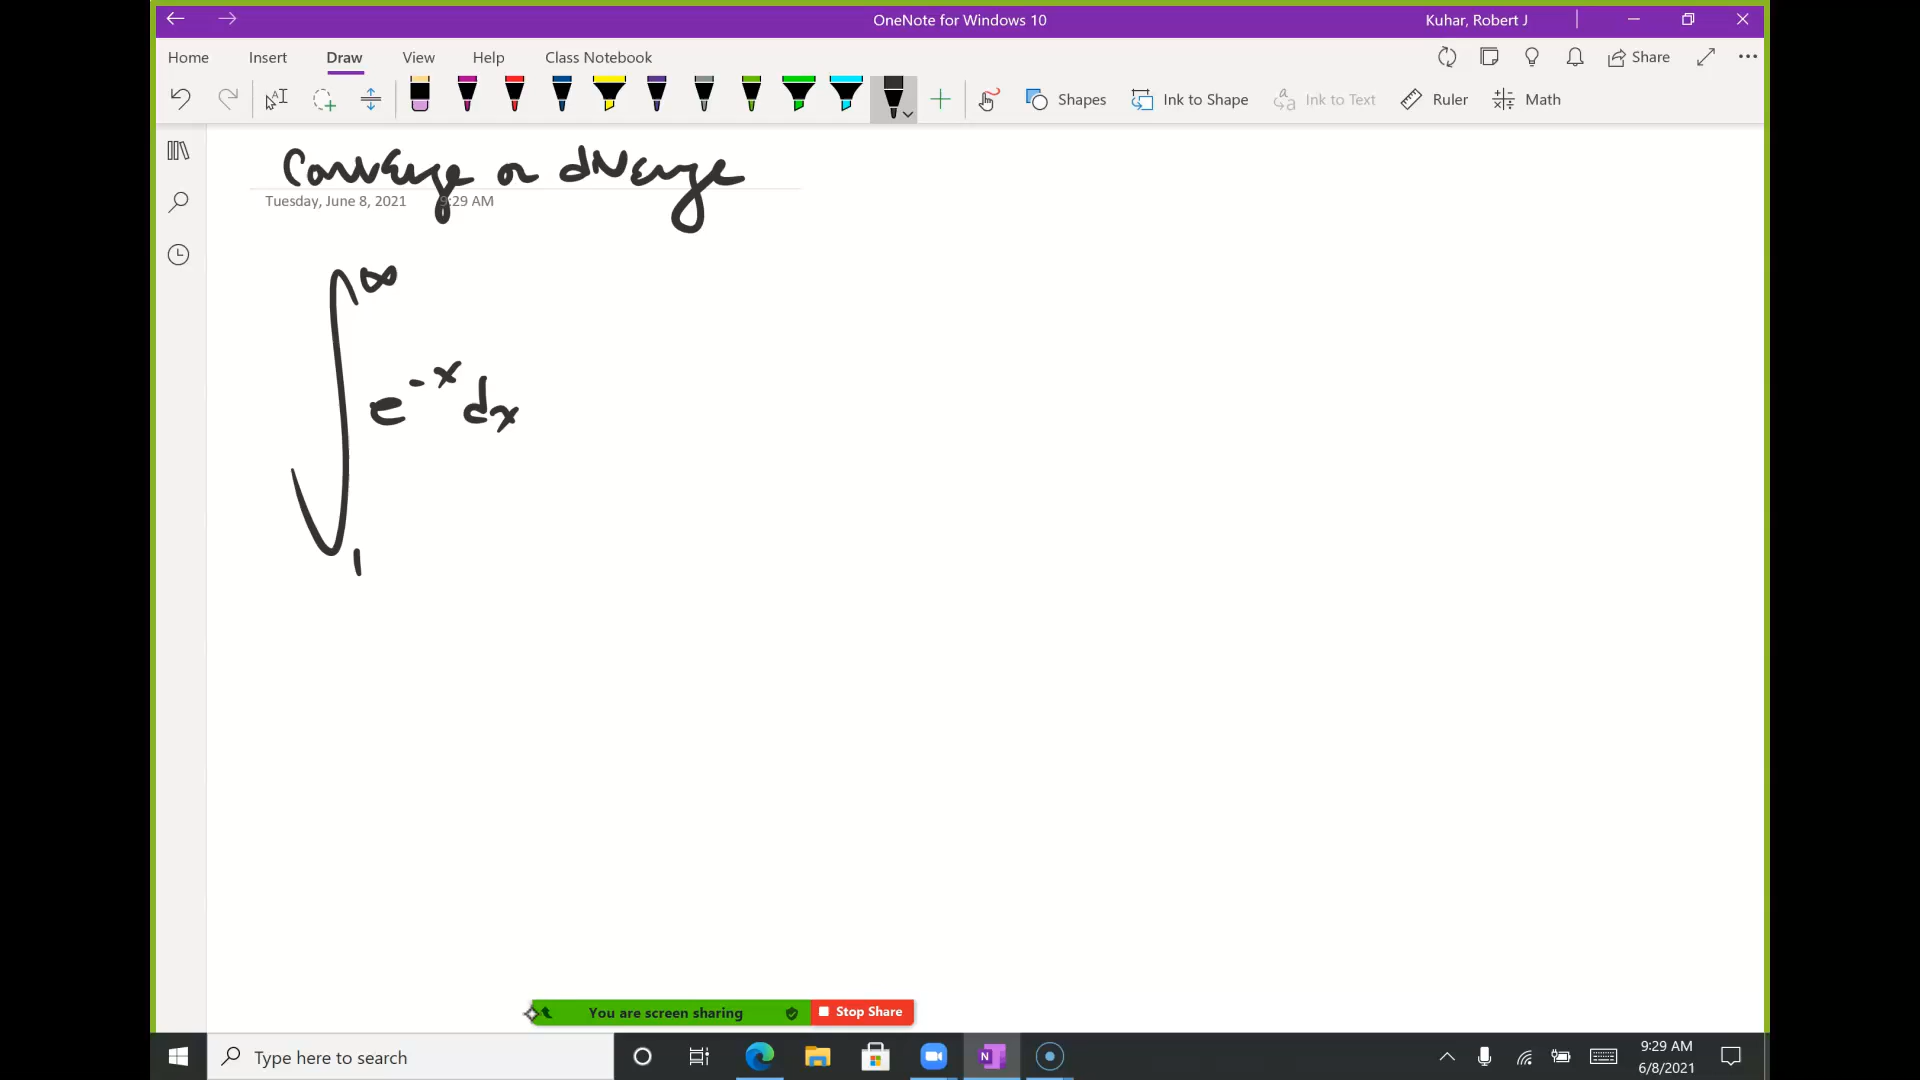 OneNote for Windows 10
Kuhar, Robert J
Home Insert Draw View Help Class Notebook
Share
Shapes Ink to Shape Ink to Text Ruler Math
Converge or diverge
Tuesday, June 8, 2021 9:29 AM
∫₁^∞ e^{-x} dx
You are screen sharing Stop Share
Type here to search
9:29 AM
6/8/2021